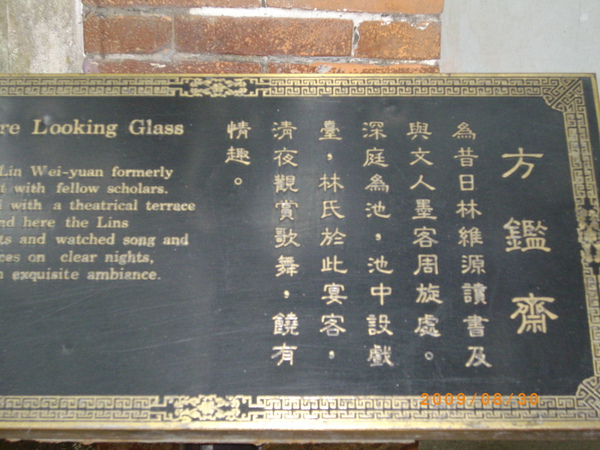 方鑑齋
為昔日林維源讀書及
與文人墨客周旋處。
深庭為池，池中設戲
臺，林氏於此宴客，
清夜觀賞歌舞，饒有
情趣。
re Looking Glass
Lin Wei-yuan formerly
t with fellow scholars.
with a theatrical terrace
nd here the Lins
ts and watched song and
ces on clear nights,
n exquisite ambiance.